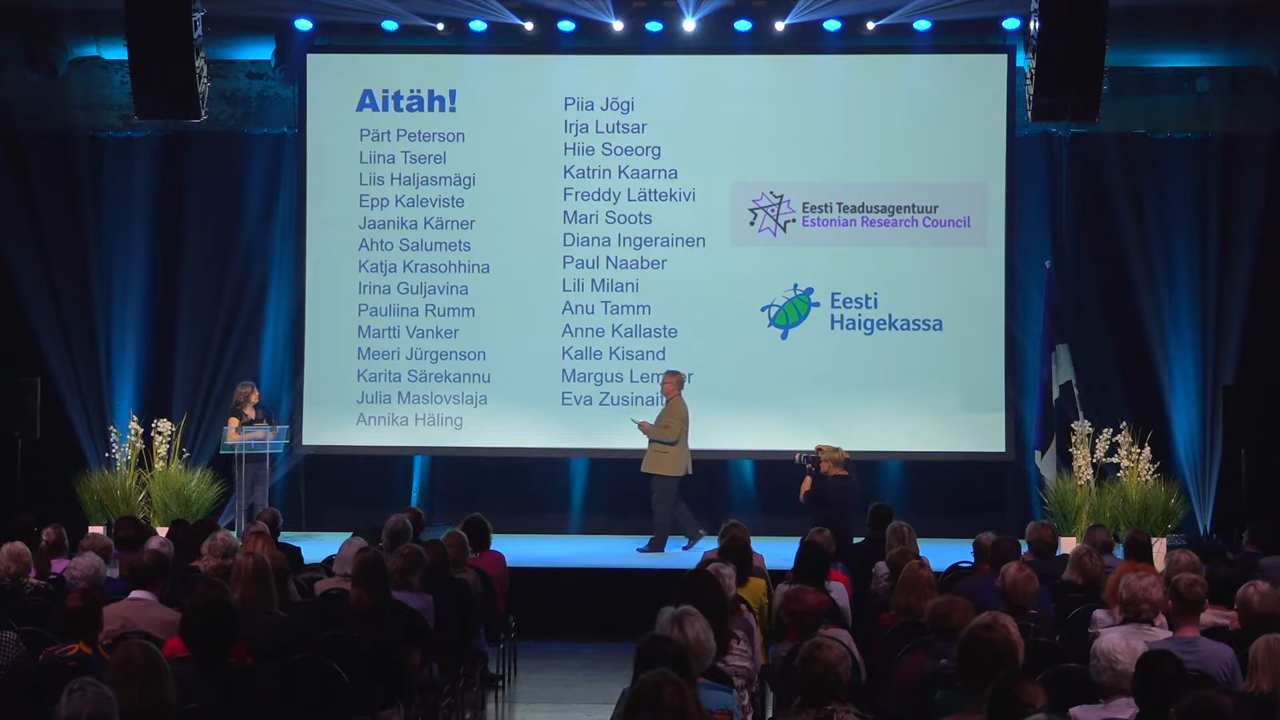 Aitäh!
Pärt Peterson
Liina Tserel
Liis Haljasmägi
Epp Kaleviste
Jaanika Kärner
Ahto Salumets
Katja Krasohhina
Irina Guljavina
Pauliina Rumm
Martti Vanker
Meeri Jürgenson
Karita Särekannu
Julia Maslovslaja
Annika Häling
Piia Jõgi
Irja Lutsar
Hiie Soeorg
Katrin Kaarna
Freddy Lättekivi
Mari Soots
Diana Ingerainen
Paul Naaber
Lili Milani
Anu Tamm
Anne Kallaste
Kalle Kisand
Margus
Eva
Eesti Teadusagentuur
Estonian Research Council
Eesti
Haigekassa